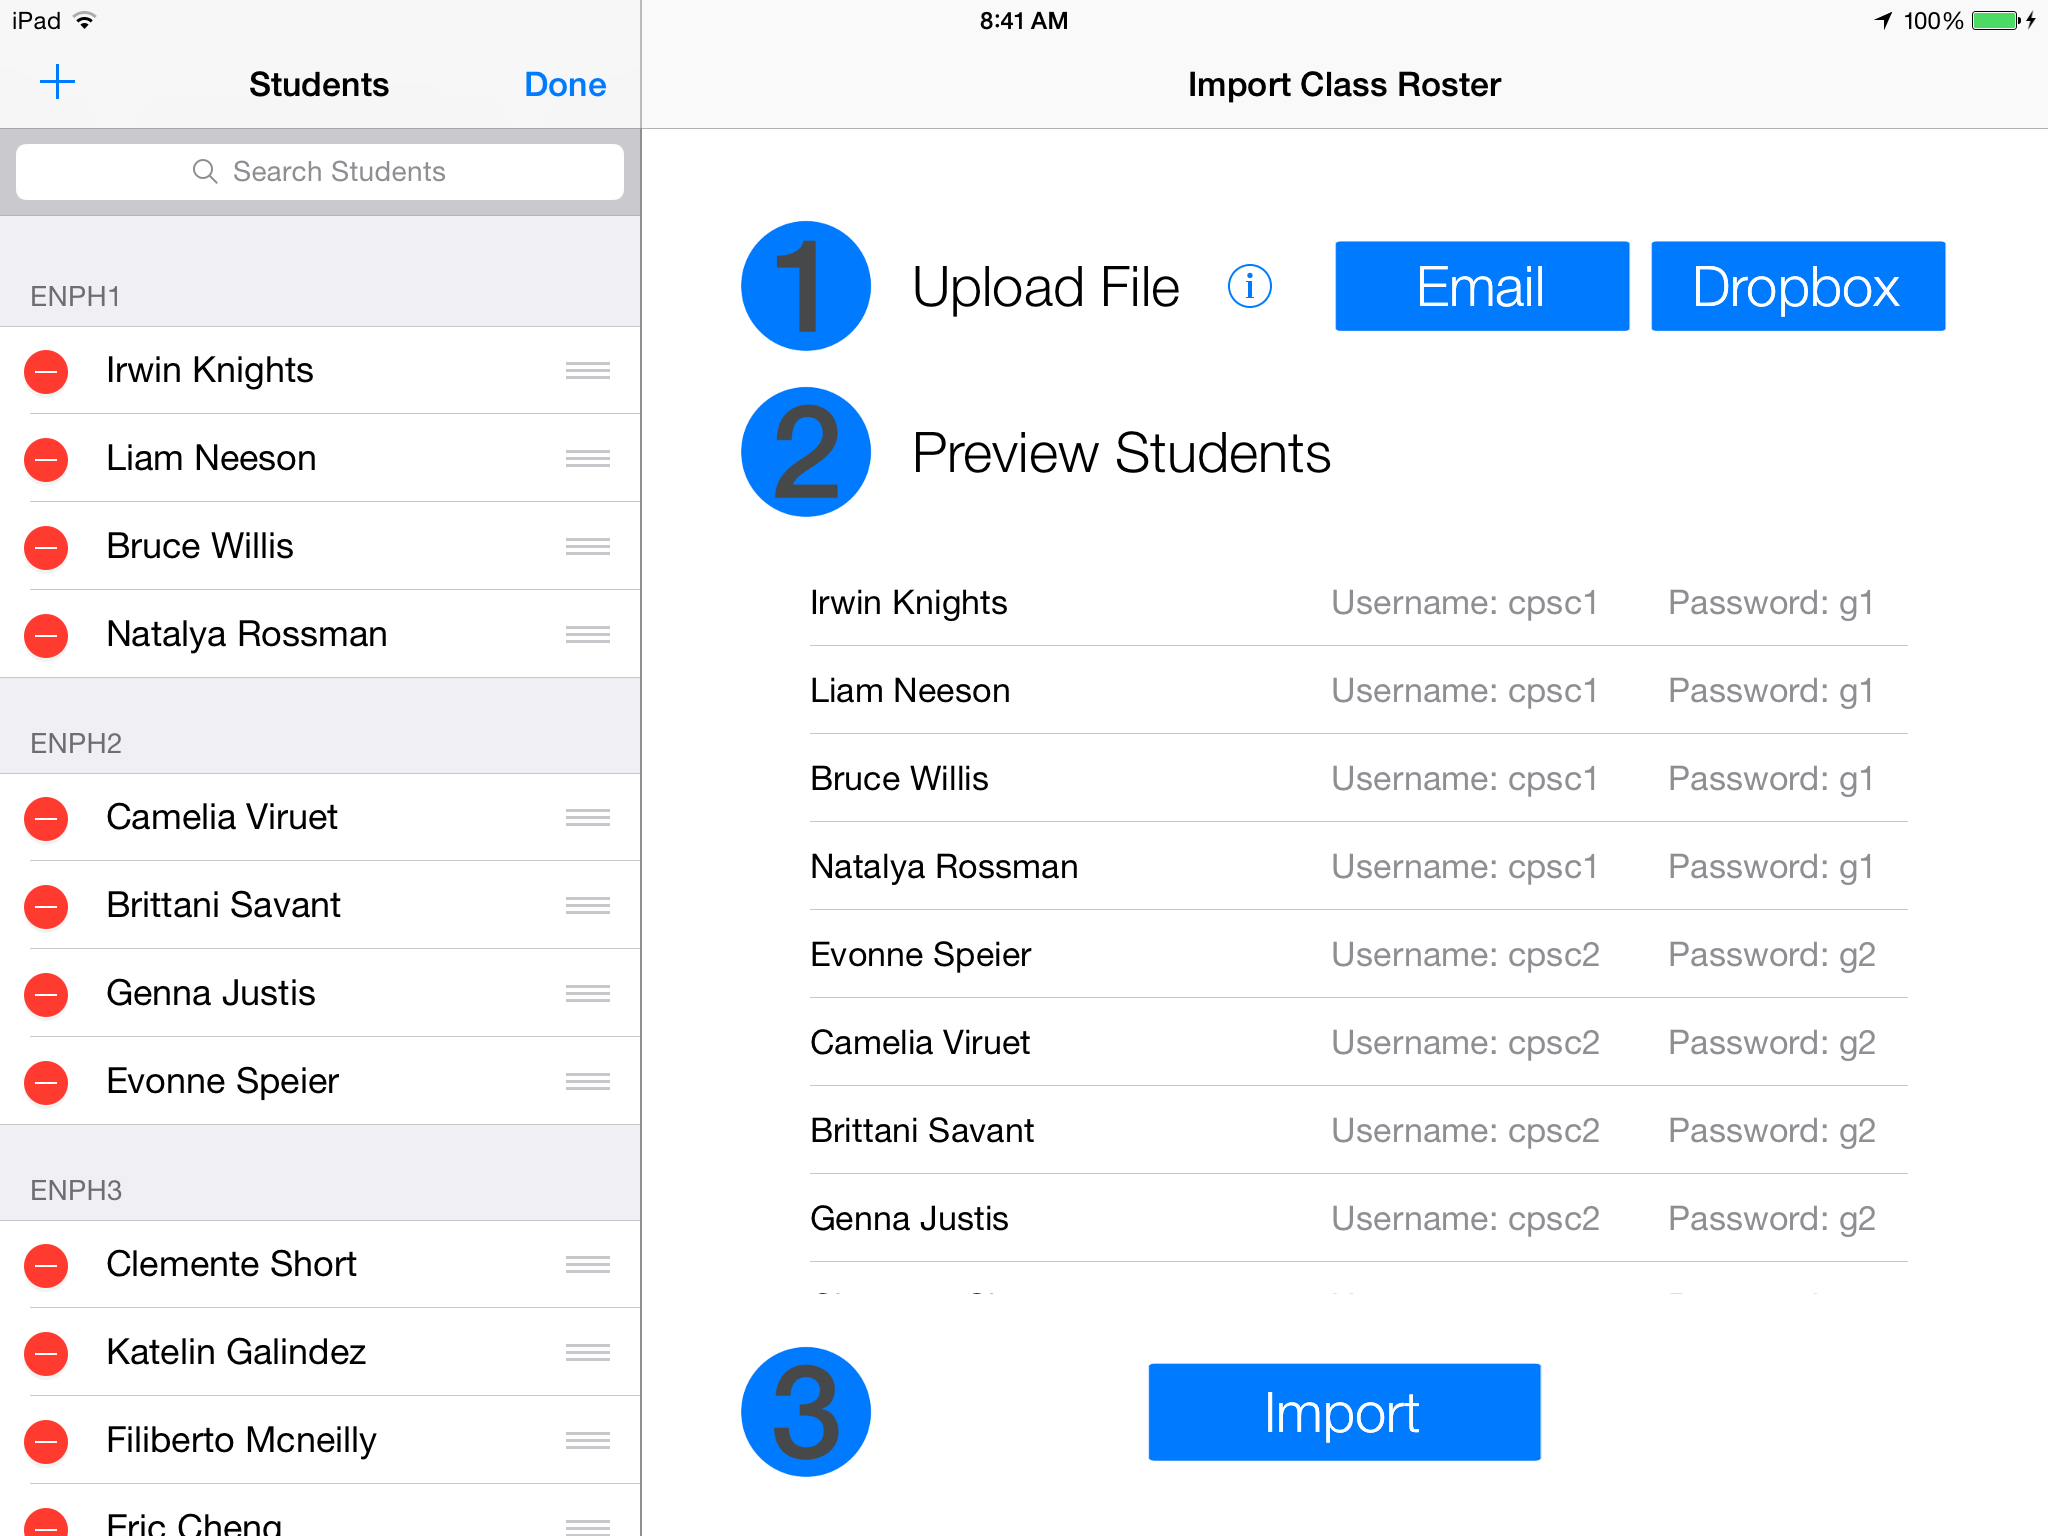 iPad 8:41 AM 100%
Students Done
Search Students
ENPH1
Irwin Knights
Liam Neeson
Bruce Willis
Natalya Rossman
ENPH2
Camelia Viruet
Brittani Savant
Genna Justis
Evonne Speier
ENPH3
Clemente Short
Katelin Galindez
Filiberto Mcneilly
Eric Cheng
Import Class Roster
1 Upload File i Email Dropbox
2 Preview Students
Irwin Knights Username: cpsc1 Password: g1
Liam Neeson Username: cpsc1 Password: g1
Bruce Willis Username: cpsc1 Password: g1
Natalya Rossman Username: cpsc1 Password: g1
Evonne Speier Username: cpsc2 Password: g2
Camelia Viruet Username: cpsc2 Password: g2
Brittani Savant Username: cpsc2 Password: g2
Genna Justis Username: cpsc2 Password: g2
3 Import